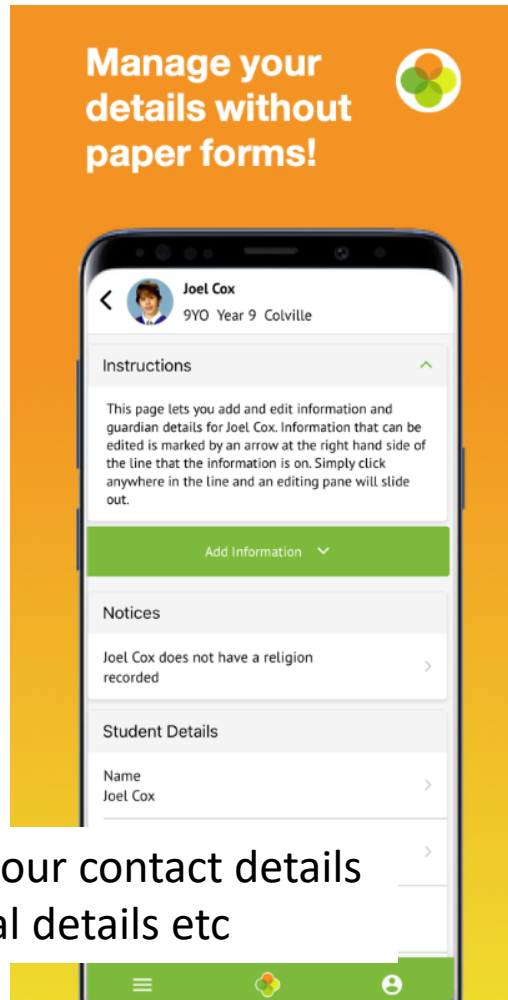 Manage your
details without
paper forms!
Joel Cox
9YO Year 9 Colville
Instructions
This page lets you add and edit information and
guardian details for Joel Cox. Information that can be
edited is marked by an arrow at the right hand side of
the line that the information is on. Simply click
anywhere in the line and an editing pane will slide
out.
Add Information
Notices
Joel Cox does not have a religion
recorded
Student Details
Name
Joel Cox
our contact details
details etc